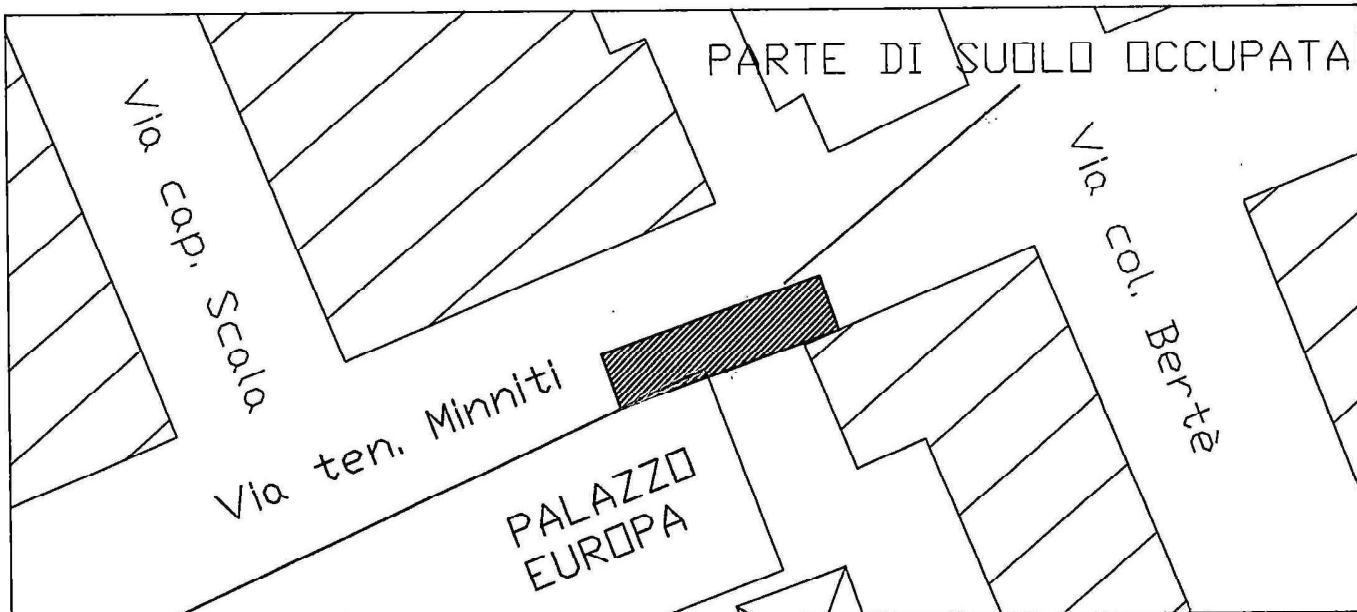 PARTE DI SUOLO OCCUPATA
Via cap. Scala
Via col. Bertè
Via ten. Minniti
PALAZZO
EUROPA